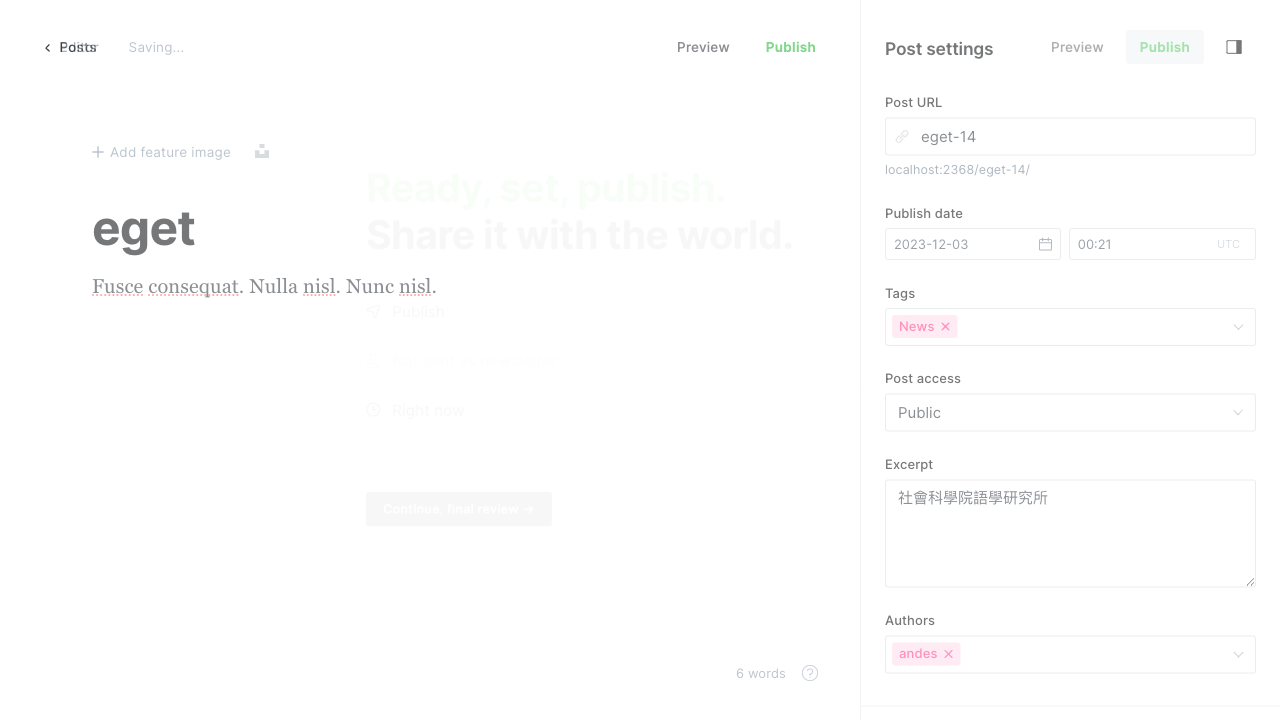 Posts
Saving...
Preview
Publish
Add feature image
Ready, set, publish.
Share it with the world.
eget
Fusce consequat. Nulla nisl. Nunc nisl.
Publish
Right now
Continue, final review →
6 words
Post settings
Preview
Publish
Post URL
eget-14
localhost:2368/eget-14/
Publish date
2023-12-03
00:21
UTC
Tags
News
Post access
Public
Excerpt
社會科學院語學研究所
Authors
andes